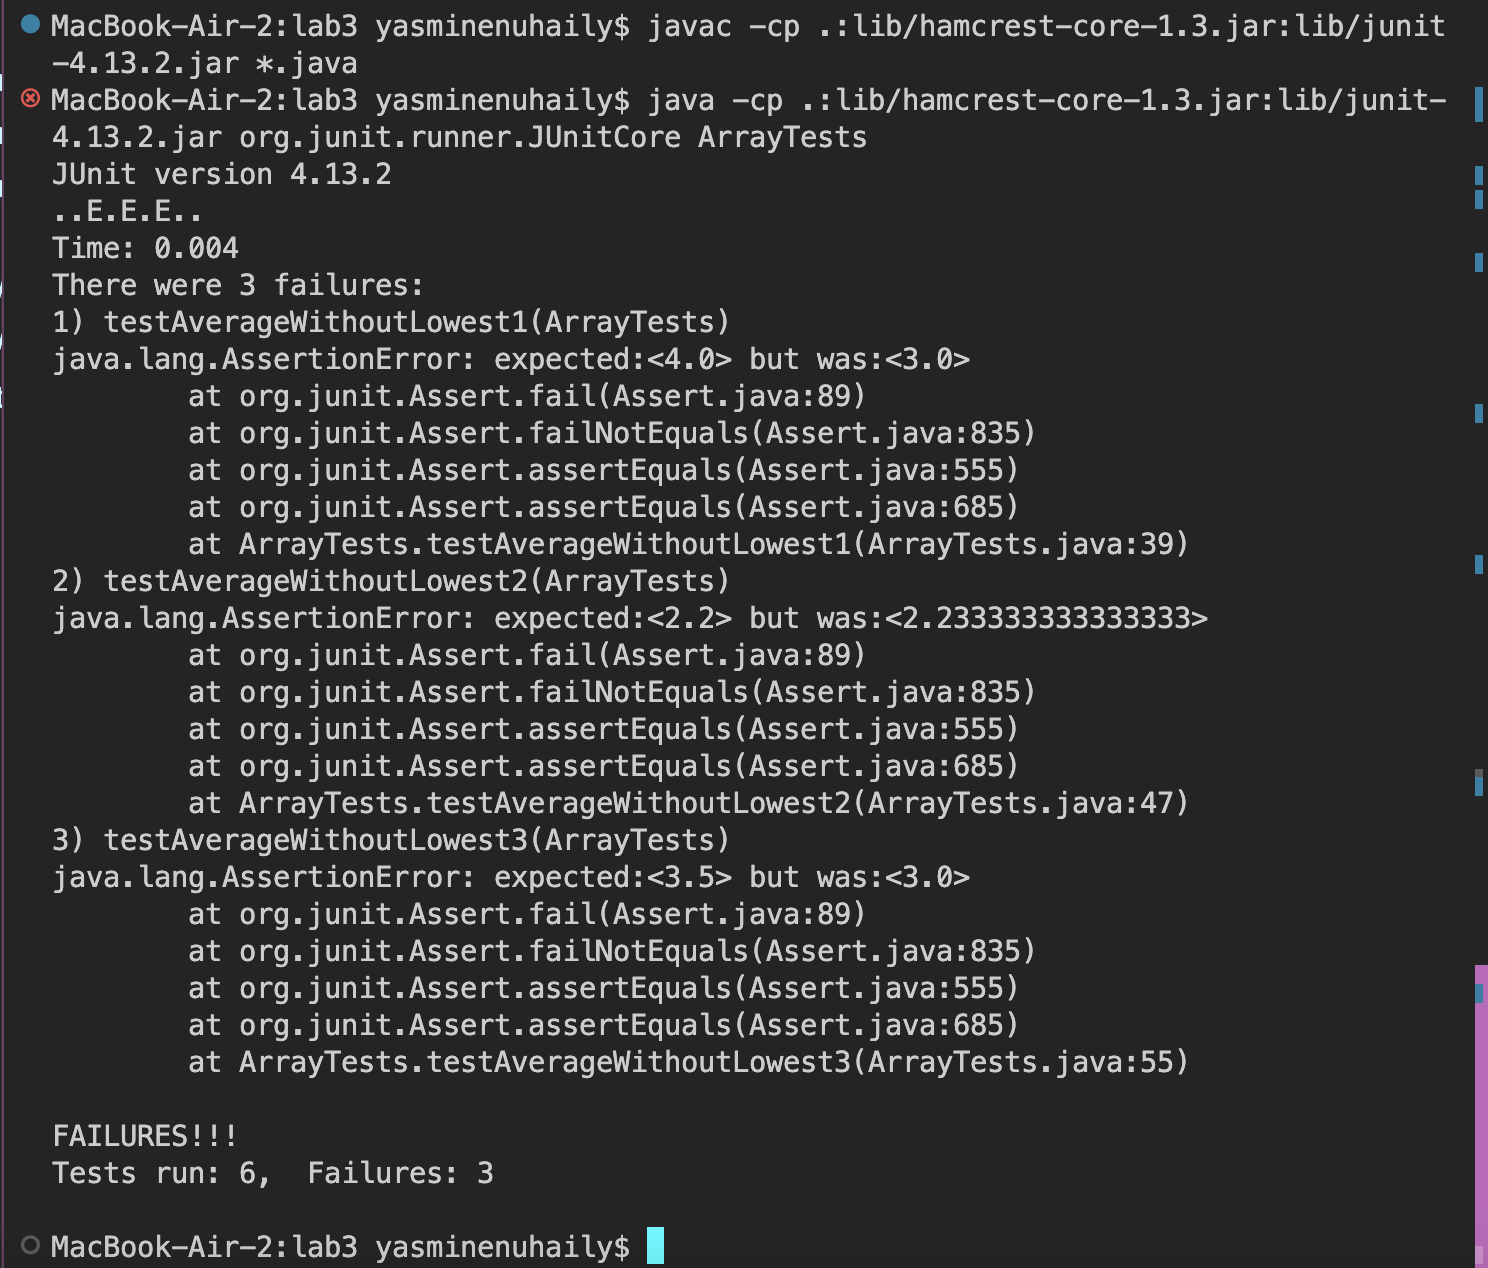 MacBook-Air-2:lab3 yasminenuhaily$ javac -cp .:lib/hamcrest-core-1.3.jar:lib/junit
-4.13.2.jar *.java
MacBook-Air-2:lab3 yasminenuhaily$ java -cp .:lib/hamcrest-core-1.3.jar:lib/junit-
4.13.2.jar org.junit.runner.JUnitCore ArrayTests
JUnit version 4.13.2
..E.E.E..
Time: 0.004
There were 3 failures:
1) testAverageWithoutLowest1(ArrayTests)
java.lang.AssertionError: expected:<4.0> but was:<3.0>
        at org.junit.Assert.fail(Assert.java:89)
        at org.junit.Assert.failNotEquals(Assert.java:835)
        at org.junit.Assert.assertEquals(Assert.java:555)
        at org.junit.Assert.assertEquals(Assert.java:685)
        at ArrayTests.testAverageWithoutLowest1(ArrayTests.java:39)
2) testAverageWithoutLowest2(ArrayTests)
java.lang.AssertionError: expected:<2.2> but was:<2.233333333333333>
        at org.junit.Assert.fail(Assert.java:89)
        at org.junit.Assert.failNotEquals(Assert.java:835)
        at org.junit.Assert.assertEquals(Assert.java:555)
        at org.junit.Assert.assertEquals(Assert.java:685)
        at ArrayTests.testAverageWithoutLowest2(ArrayTests.java:47)
3) testAverageWithoutLowest3(ArrayTests)
java.lang.AssertionError: expected:<3.5> but was:<3.0>
        at org.junit.Assert.fail(Assert.java:89)
        at org.junit.Assert.failNotEquals(Assert.java:835)
        at org.junit.Assert.assertEquals(Assert.java:555)
        at org.junit.Assert.assertEquals(Assert.java:685)
        at ArrayTests.testAverageWithoutLowest3(ArrayTests.java:55)

FAILURES!!!
Tests run: 6,  Failures: 3

MacBook-Air-2:lab3 yasminenuhaily$